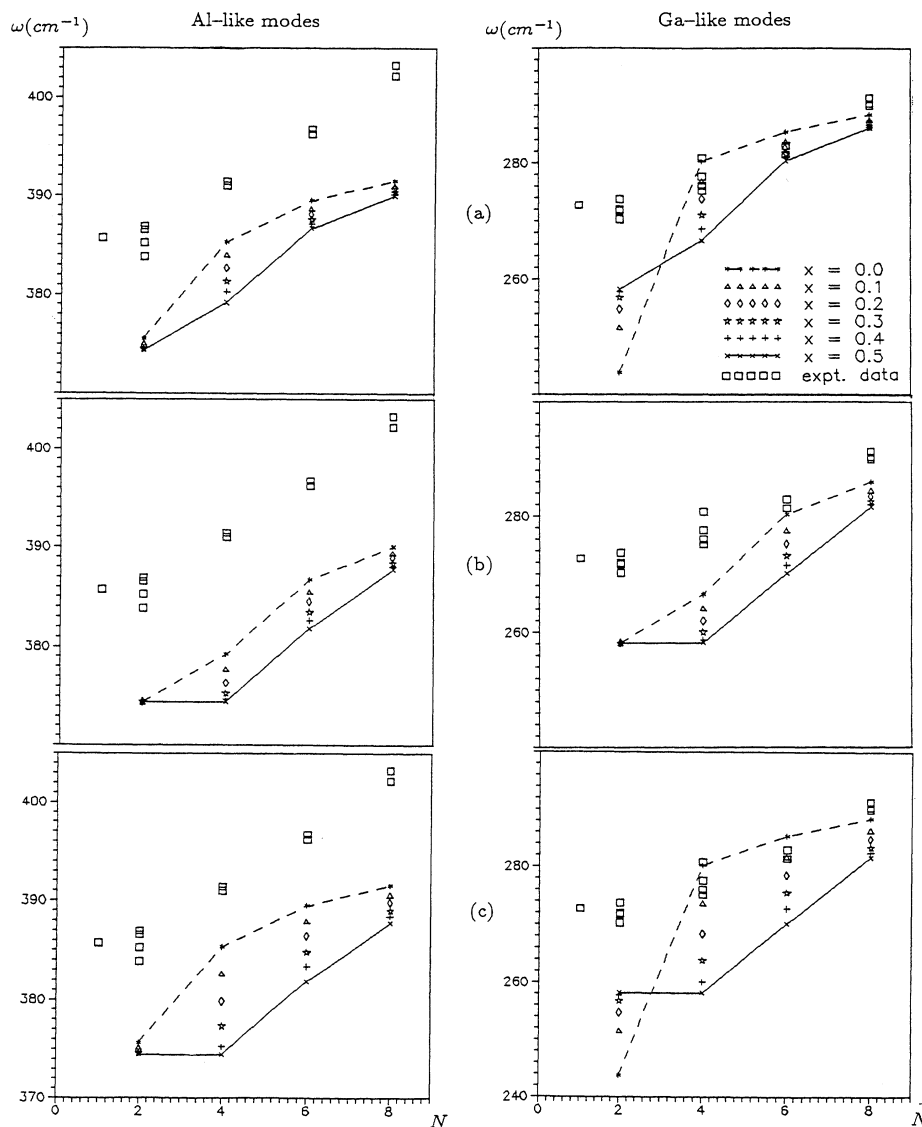 Al–like modes
Ga–like modes
ω(cm⁻¹)
ω(cm⁻¹)
400
390
380
280
260
(a)
x = 0.0
x = 0.1
x = 0.2
x = 0.3
x = 0.4
x = 0.5
expt. data
400
390
380
280
260
(b)
400
390
380
370
280
260
240
(c)
0 2 4 6 8 N
0 2 4 6 8 N